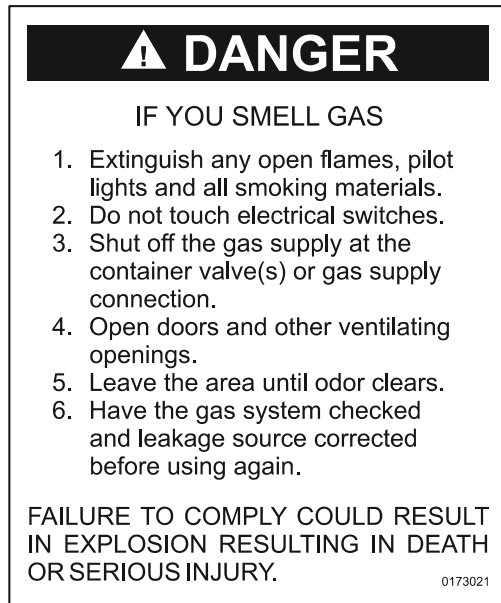 DANGER
IF YOU SMELL GAS
1. Extinguish any open flames, pilot
lights and all smoking materials.
2. Do not touch electrical switches.
3. Shut off the gas supply at the
container valve(s) or gas supply
connection.
4. Open doors and other ventilating
openings.
5. Leave the area until odor clears.
6. Have the gas system checked
and leakage source corrected
before using again.
FAILURE TO COMPLY COULD RESULT
IN EXPLOSION RESULTING IN DEATH
OR SERIOUS INJURY.
0173021